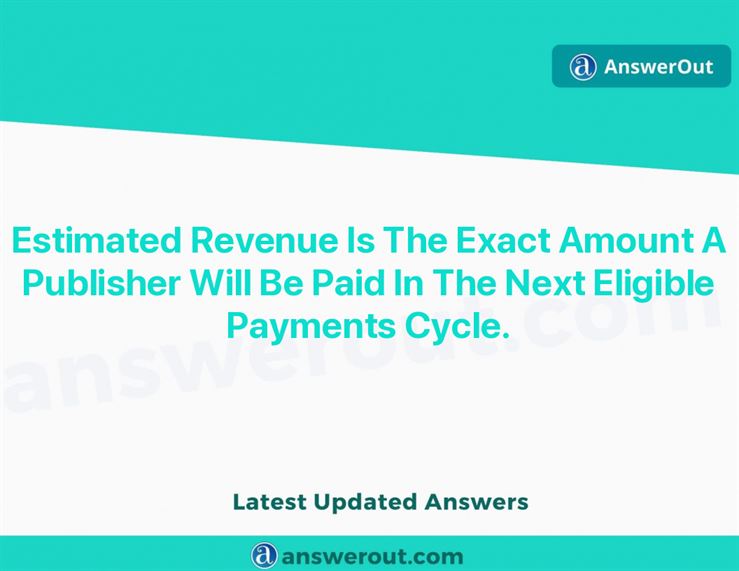 AnswerOut
Estimated Revenue Is The Exact Amount A
Publisher Will Be Paid In The Next Eligible
Payments Cycle.
answerout.com
Latest Updated Answers
answerout.com